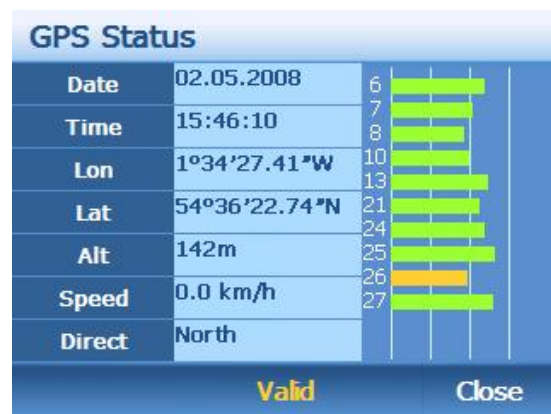 GPS Status
Date 02.05.2008
Time 15:46:10
Lon 1°34'27.41"W
Lat 54°36'22.74"N
Alt 142m
Speed 0.0 km/h
Direct North
6
7
8
10
13
21
24
25
26
27
Valid Close